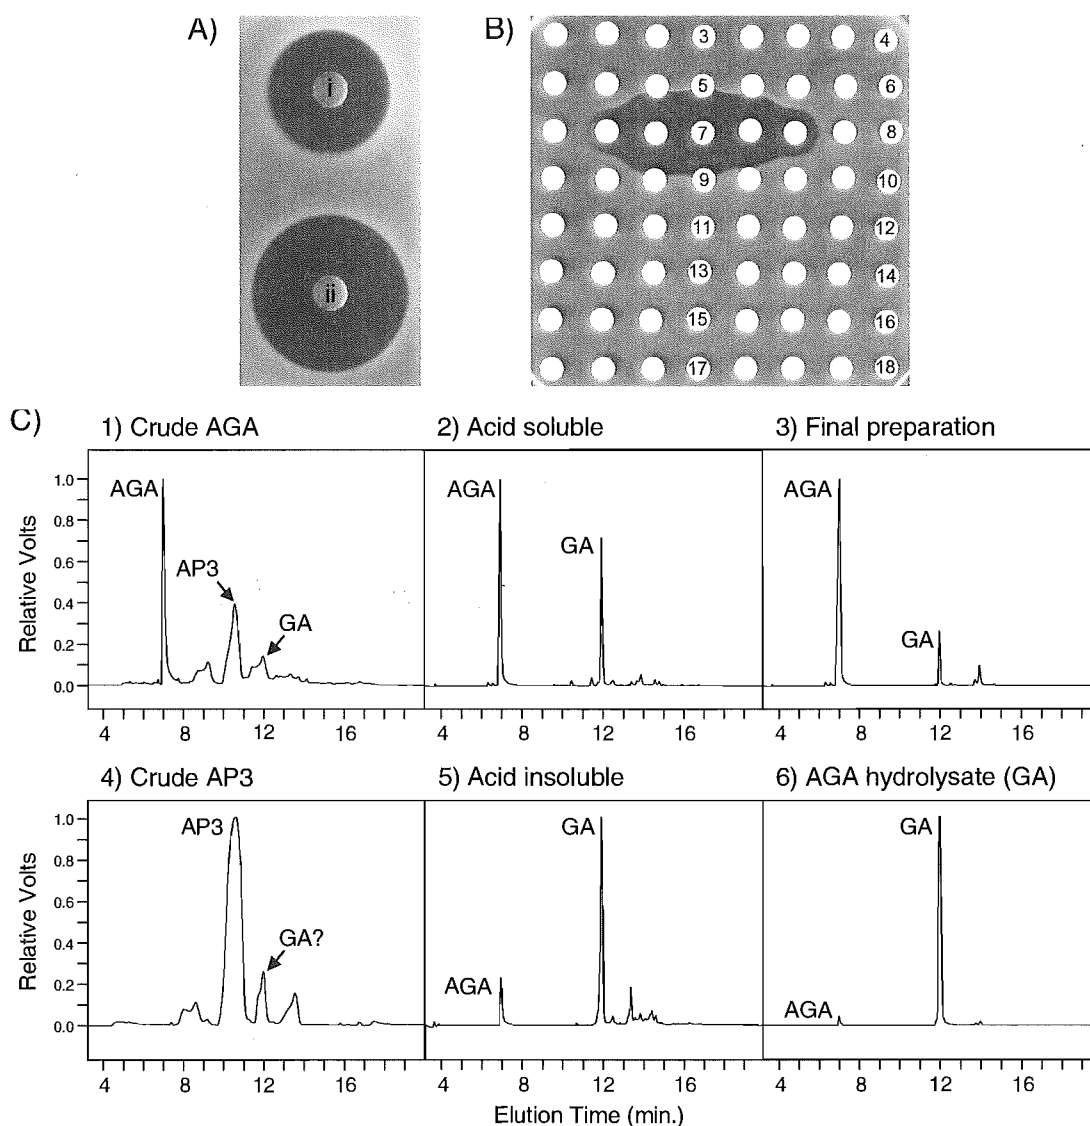 A)
i
ii
B)
3
4
5
6
7
8
9
10
11
12
13
14
15
16
17
18
C)
1) Crude AGA
2) Acid soluble
3) Final preparation
Relative Volts
1.0
0.8
0.6
0.4
0.2
0.0
AGA
AP3
GA
AGA
GA
AGA
GA
4 8 12 16
4 8 12 16
4 8 12 16
4) Crude AP3
5) Acid insoluble
6) AGA hydrolysate (GA)
Relative Volts
1.0
0.8
0.6
0.4
0.2
0.0
AP3
GA?
GA
AGA
GA
AGA
4 8 12 16
4 8 12 16
4 8 12 16
Elution Time (min.)